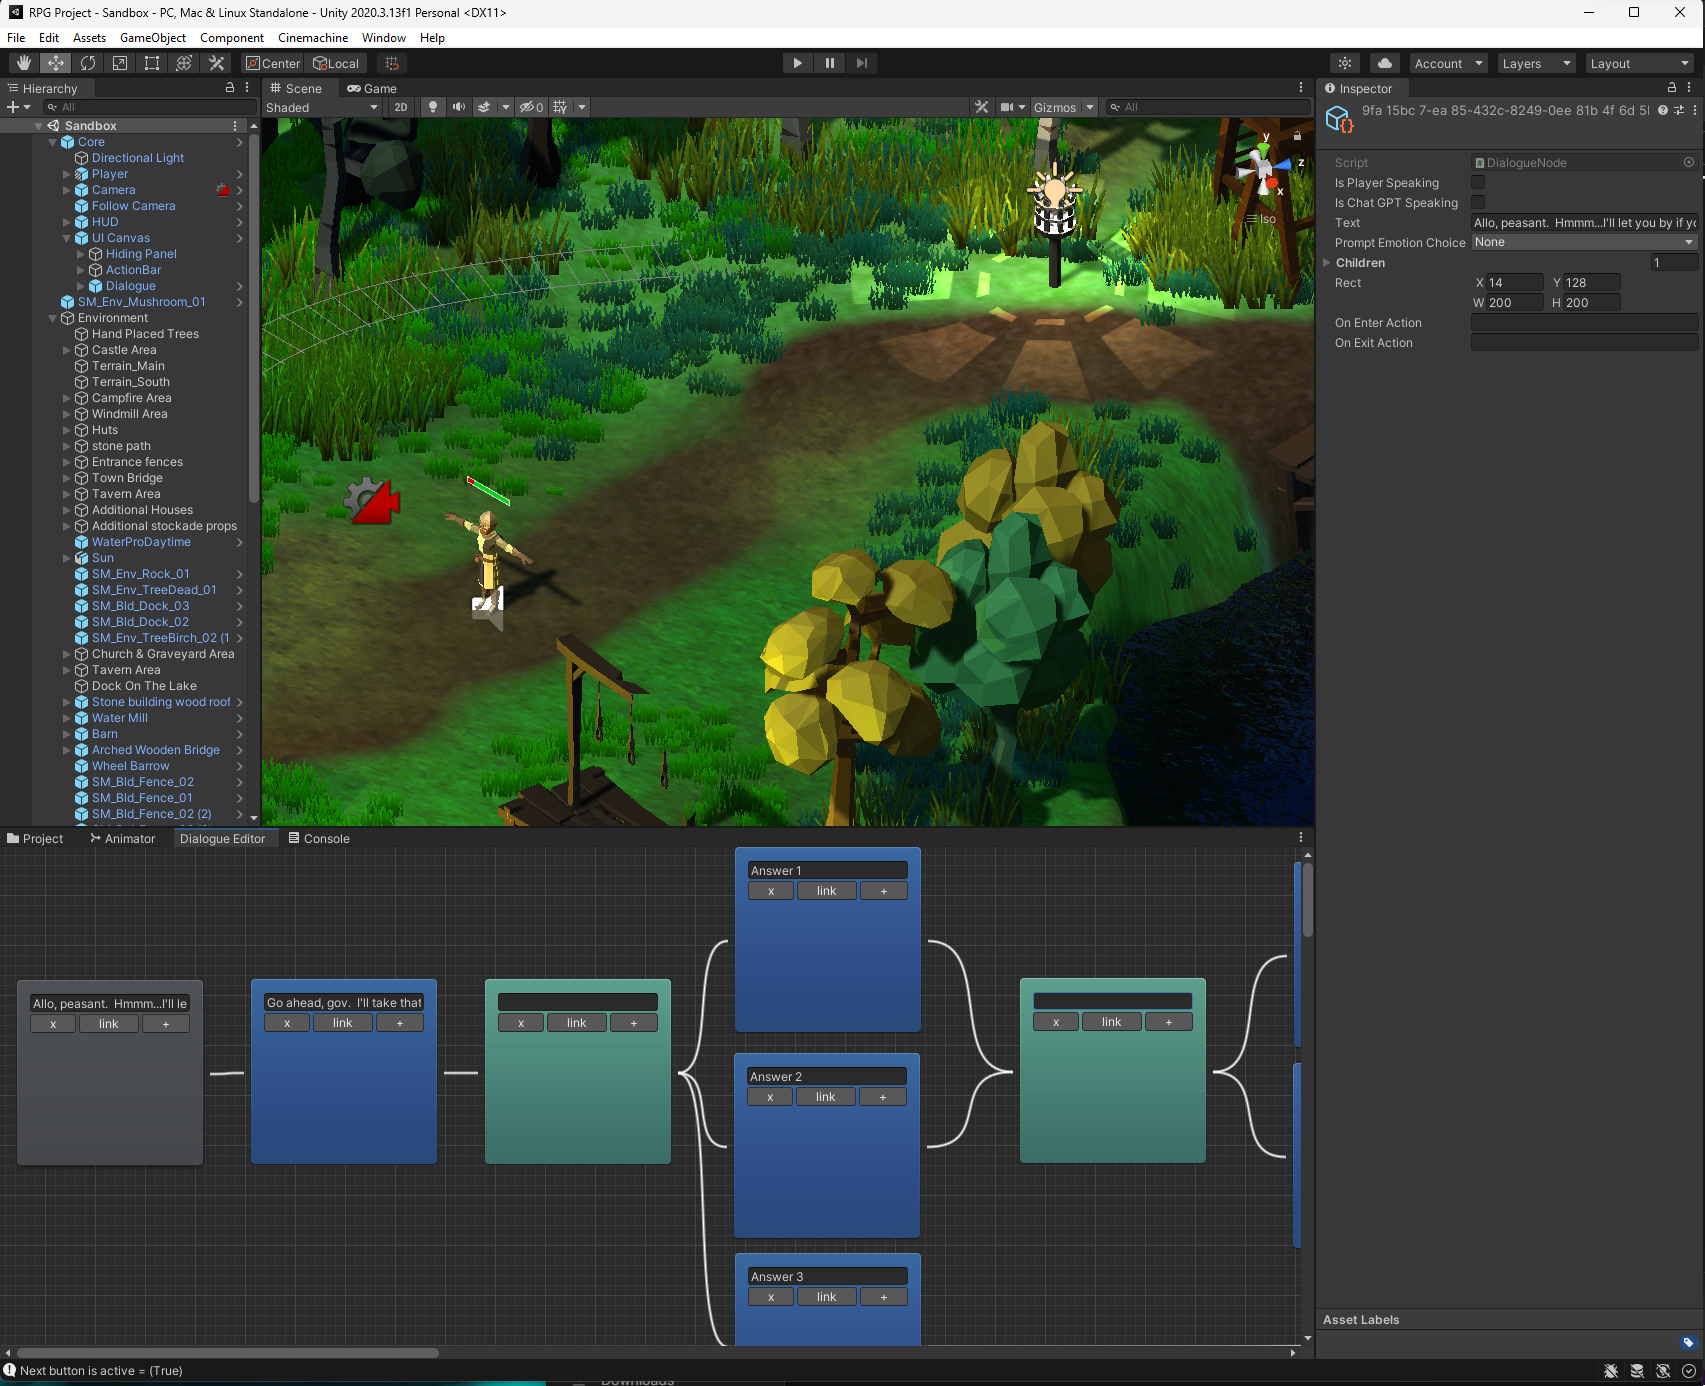 RPG Project - Sandbox - PC, Mac & Linux Standalone - Unity 2020.3.13f1 Personal <DX11>
File Edit Assets GameObject Component Cinemachine Window Help
Center Local Account Layers Layout
Hierarchy
All
Sandbox
Core
Directional Light
Player
Camera
Follow Camera
HUD
UI Canvas
Hiding Panel
ActionBar
Dialogue
SM_Env_Mushroom_01
Environment
Hand Placed Trees
Castle Area
Terrain_Main
Terrain_South
Campfire Area
Windmill Area
Huts
stone path
Entrance fences
Town Bridge
Tavern Area
Additional Houses
Additional stockade props
WaterProDaytime
Sun
SM_Env_Rock_01
SM_Env_TreeDead_01
SM_Bld_Dock_03
SM_Bld_Dock_02
SM_Env_TreeBirch_02 (1
Church & Graveyard Area
Tavern Area
Dock On The Lake
Stone building wood roof
Water Mill
Barn
Arched Wooden Bridge
Wheel Barrow
SM_Bld_Fence_02
SM_Bld_Fence_01
SM_Bld_Fence_02 (2)
Scene Game
Shaded 2D 0 Gizmos All
y
z
x
Iso
Inspector
9fa 15bc 7-ea 85-432c-8249-0ee 81b 4f 6d 5l
Script DialogueNode
Is Player Speaking
Is Chat GPT Speaking
Text Allo, peasant. Hmmm...I'll let you by if yo
Prompt Emotion Choice None
Children 1
Rect X 14 Y 128
W 200 H 200
On Enter Action
On Exit Action
Asset Labels
Project Animator Dialogue Editor Console
Allo, peasant. Hmmm...I'll le
x link +
Go ahead, gov. I'll take that
x link +
x link +
Answer 1
x link +
Answer 2
x link +
Answer 3
x link +
x link +
Next button is active = (True)